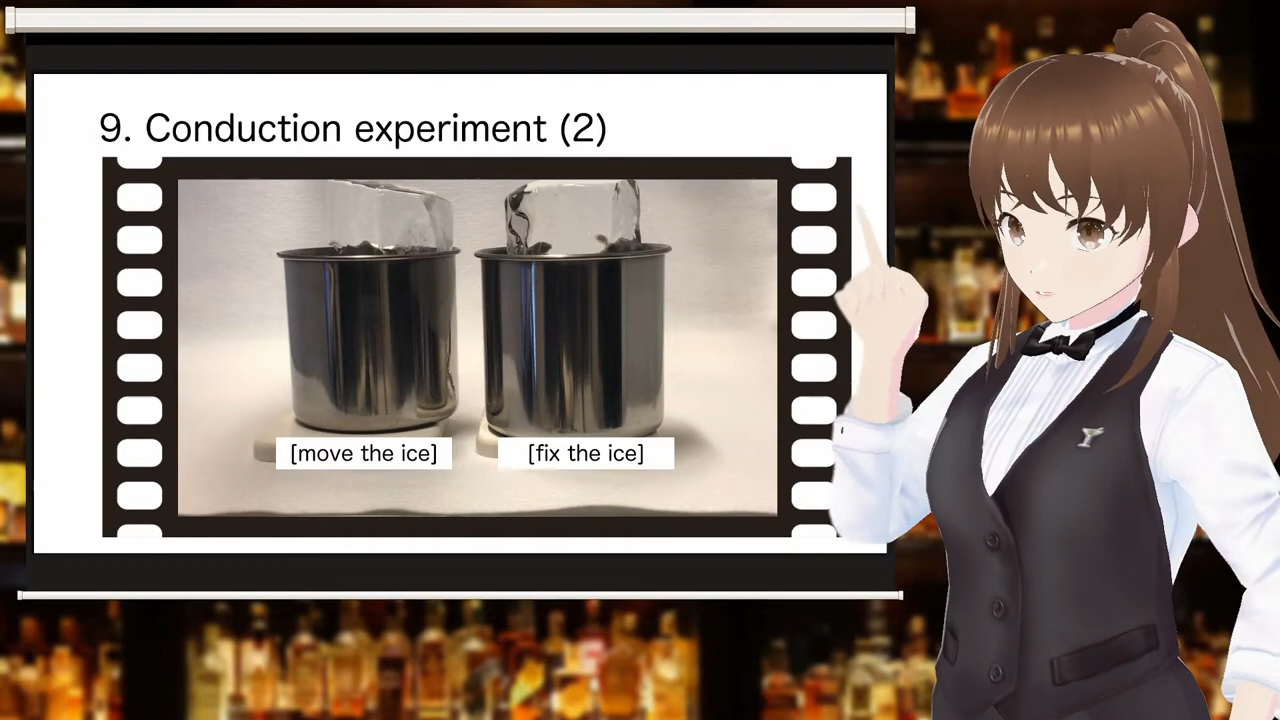 9. Conduction experiment (2)
[move the ice]
[fix the ice]